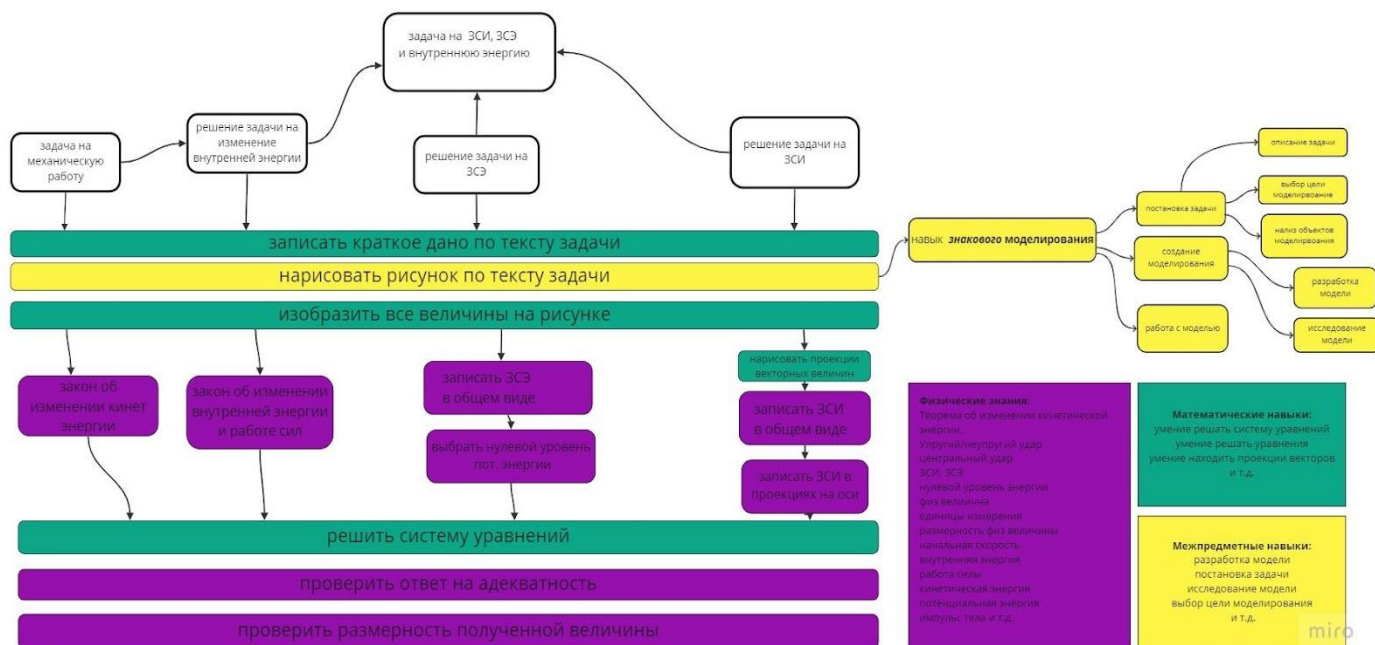 задача на ЗСИ, ЗСЭ
и внутреннюю энергию
задача на
механическую
работу
решение задачи на
изменение
внутренней энергии
решение задачи на
ЗСЭ
решение задачи на
ЗСИ
записать краткое дано по тексту задачи
нарисовать рисунок по тексту задачи
изобразить все величины на рисунке
закон об
изменении кинет
энергии
закон об изменении
внутренней энергии
и работе сил
записать ЗСЭ
в общем виде
выбрать нулевой уровень
пот. энергии
нарисовать проекции
векторных величин
записать ЗСИ
в общем виде
записать ЗСИ в
проекциях на оси
решить систему уравнений
проверить ответ на адекватность
проверить размерность полученной величины
навык знакового моделирования
постановка задачи
описание задачи
выбор цели
моделирвоание
нализ объектов
моделирвоания
создание
моделирования
разработка
модели
исследование
модели
работа с моделью
Физические знания:
Теорема об изменении кинетической
энергии.
Упругий/неупругий удар
центральный удар
ЗСИ, ЗСЭ
нулевой уровень энергии
физ велиична
единицы измерения
размерность физ величины
начальная скорость
внутренняя энергия
работа силы
кинетическая энергия
потенциальная энергия
импульс тела и т.д.
Математические навыки:
умение решать систему уравнений
умение решать уравнения
умение находить проекции векторов
и т.д.
Межпредметные навыки:
разработка модели
постановка задачи
исследование модели
выбор цели моделирования
и т.д.
miro